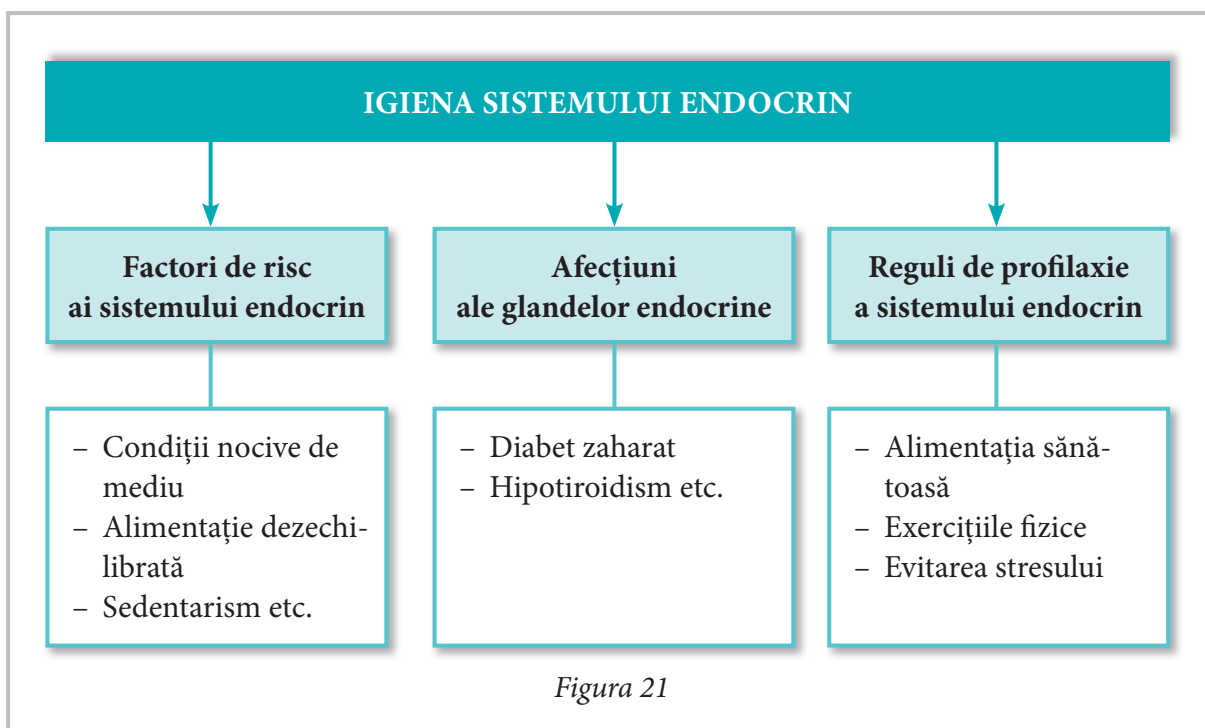 IGIENA SISTEMULUI ENDOCRIN
Factori de risc
ai sistemului endocrin
Afecțiuni
ale glandelor endocrine
Reguli de profilaxie
a sistemului endocrin
– Condiții nocive de
mediu
– Alimentație dezechi-
librată
– Sedentarism etc.
– Diabet zaharat
– Hipotiroidism etc.
– Alimentația sănă-
toasă
– Exercițiile fizice
– Evitarea stresului
Figura 21